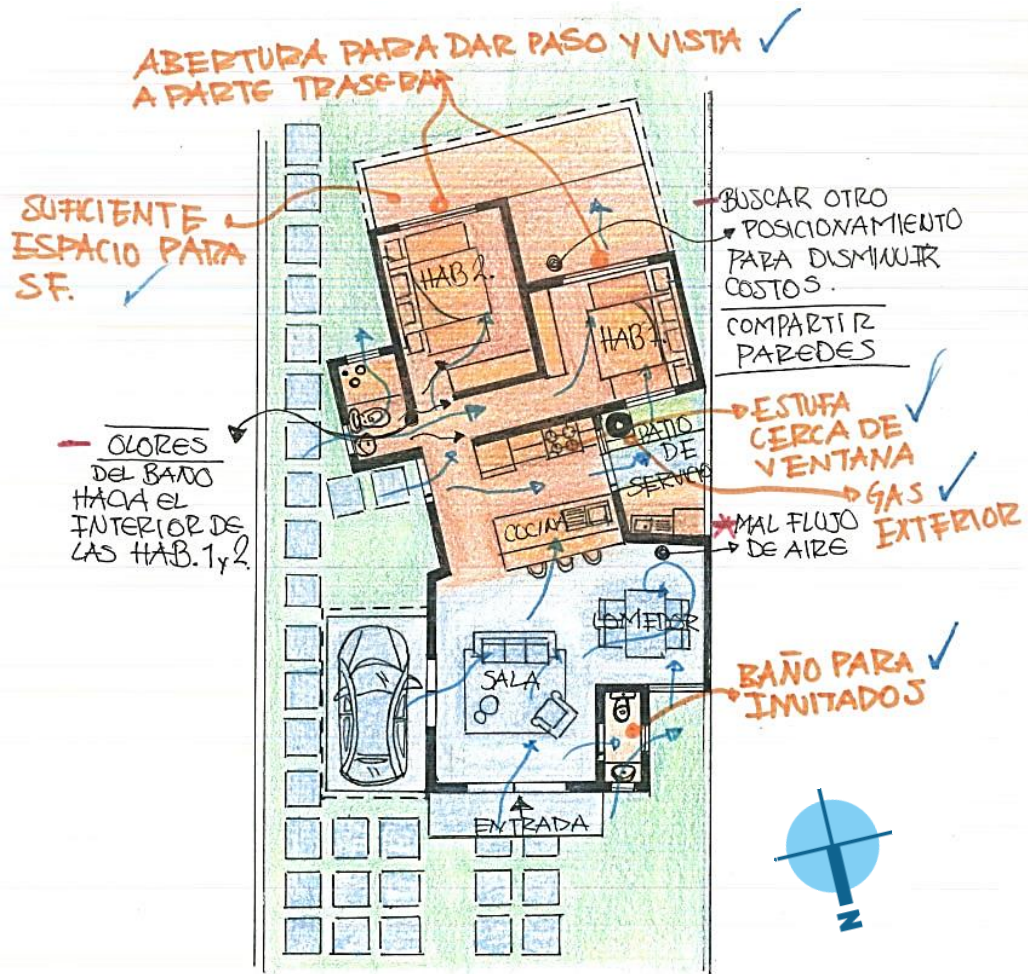 ABERTURA PARA DAR PASO Y VISTA
A PARTE TRASERA
SUFICIENTE
ESPACIO PARA
S.F.
BUSCAR OTRO
POSICIONAMIENTO
PARA DISMINUIR
COSTOS.
COMPARTIR
PAREDES
HAB 2.
HAB 1.
ESTUFA
CERCA DE
VENTANA
GAS
EXTERIOR
OLORES
DEL BAÑO
HACIA EL
INTERIOR DE
LAS HAB. 1 y 2
PATIO
DE
SERVICIO
COCINA
MAL FLUJO
DE AIRE
COMEDOR
SALA
BAÑO PARA
INVITADOS
ENTRADA
N